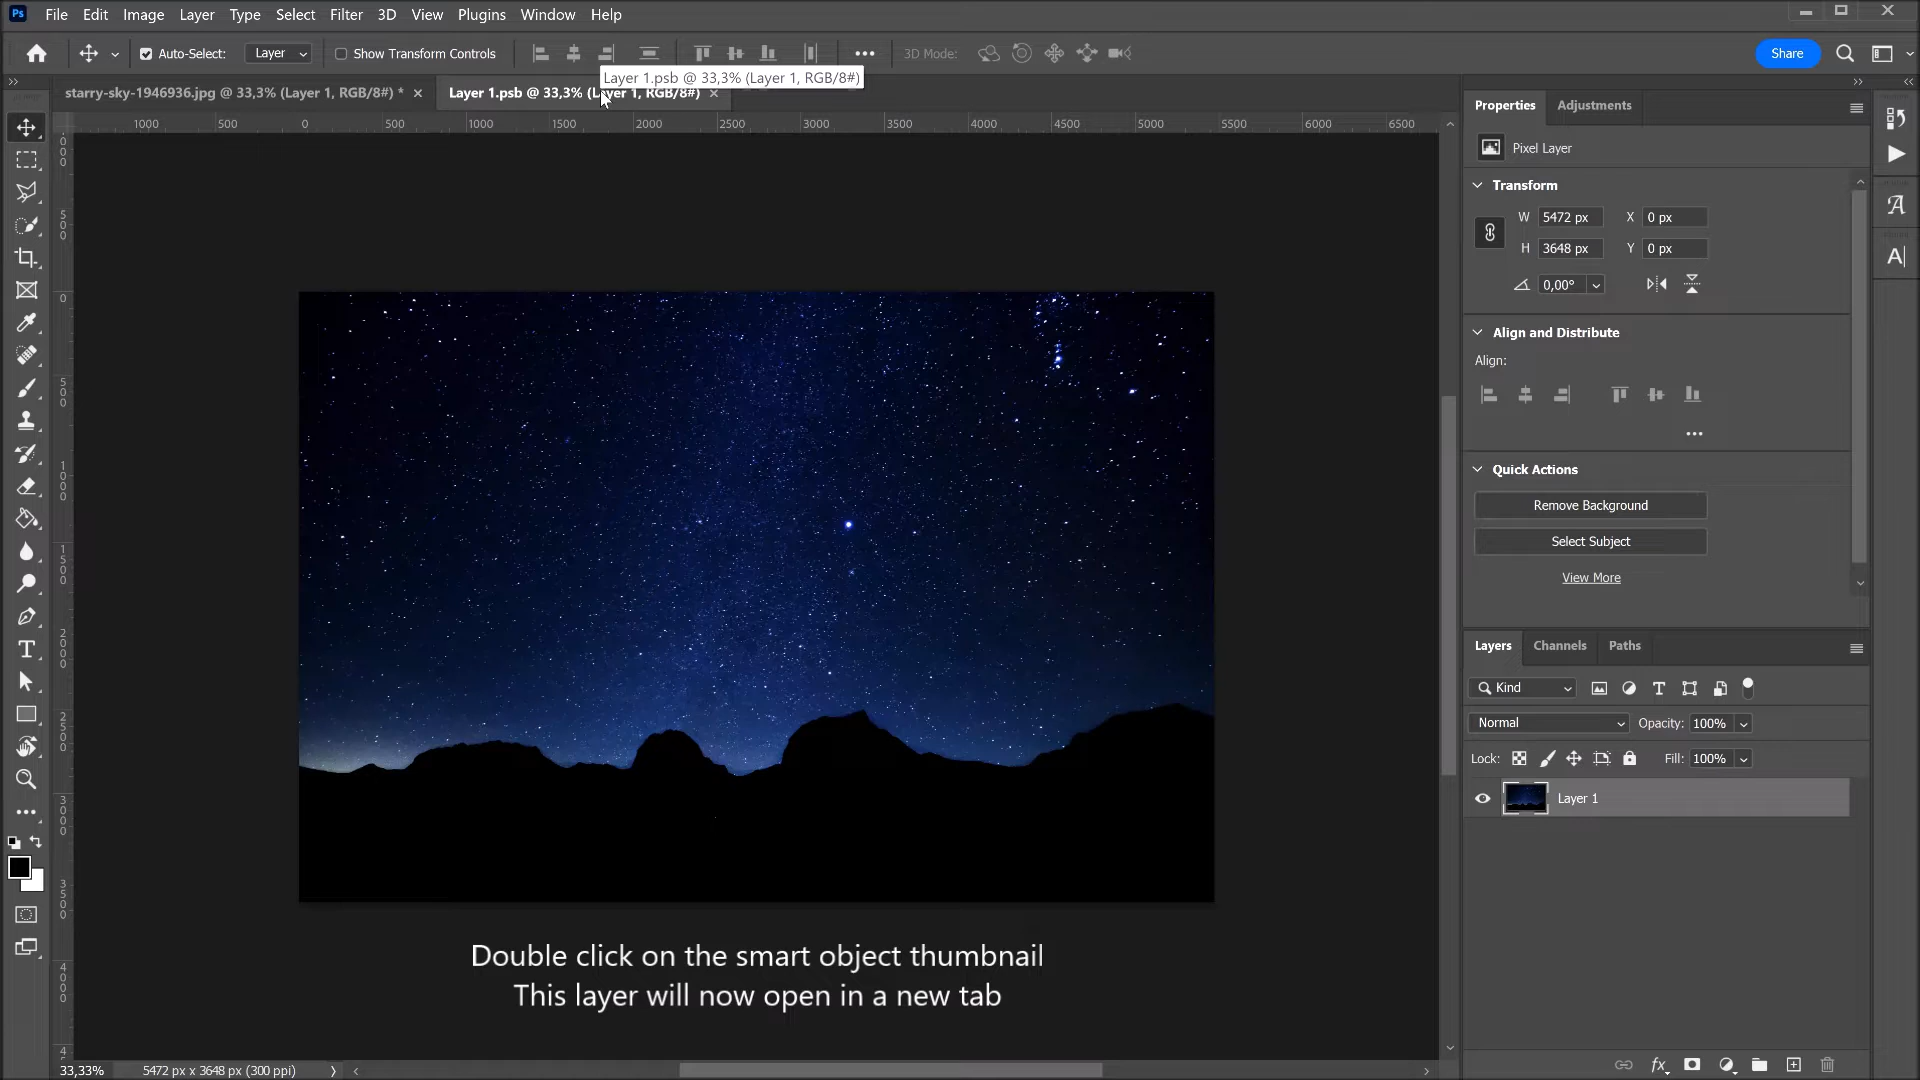 Ps File Edit Image Layer Type Select Filter 3D View Plugins Window Help
Auto-Select: Layer Show Transform Controls 3D Mode: Share
Layer 1.psb @ 33,3% (Layer 1, RGB/8#)
starry-sky-1946936.jpg @ 33,3% (Layer 1, RGB/8#) *
Layer 1.psb @ 33,3% (Layer 1, RGB/8#)
1000 500 0 500 1000 1500 2000 2500 3000 3500 4000 4500 5000 5500 6000 6500
Properties Adjustments
Pixel Layer
Transform
W 5472 px X 0 px
H 3648 px Y 0 px
0,00°
Align and Distribute
Align:
Quick Actions
Remove Background
Select Subject
View More
Layers Channels Paths
Kind
Normal Opacity: 100%
Lock: Fill: 100%
Layer 1
Double click on the smart object thumbnail
This layer will now open in a new tab
33,33% 5472 px x 3648 px (300 ppi)